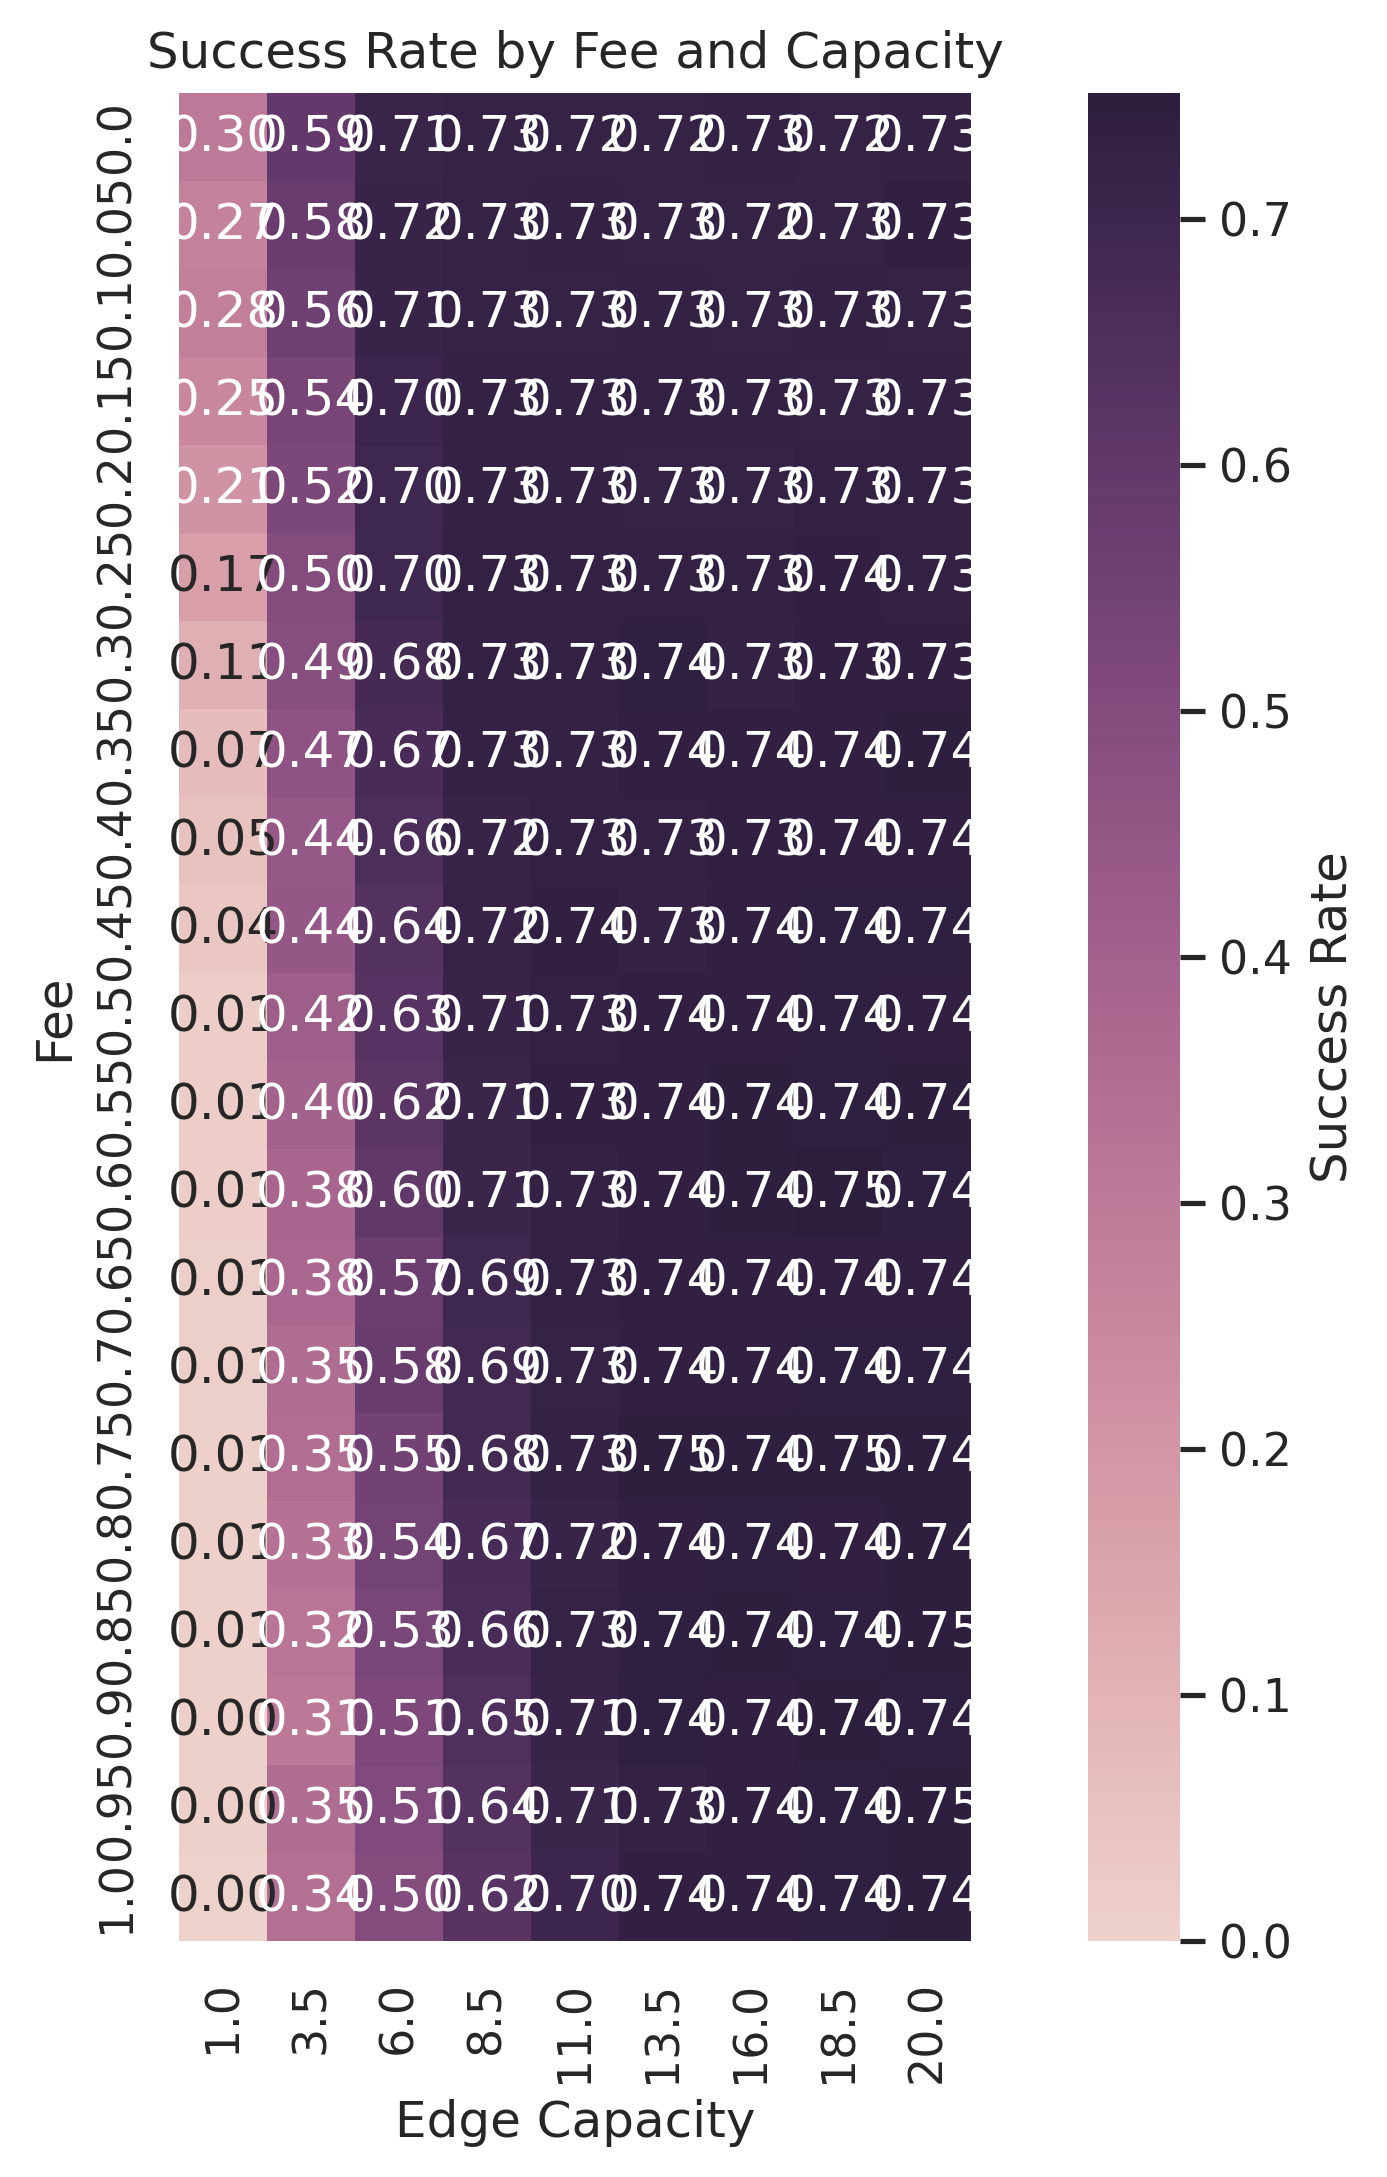 Success Rate by Fee and Capacity
0.0 0.30 0.59 0.71 0.73 0.72 0.72 0.73 0.72 0.73
0.05 0.27 0.58 0.72 0.73 0.73 0.73 0.72 0.73 0.73
0.1 0.28 0.56 0.71 0.73 0.73 0.73 0.73 0.73 0.73
0.15 0.25 0.54 0.70 0.73 0.73 0.73 0.73 0.73 0.73
0.2 0.21 0.52 0.70 0.73 0.73 0.73 0.73 0.73 0.73
0.25 0.17 0.50 0.70 0.73 0.73 0.73 0.73 0.74 0.73
0.3 0.11 0.49 0.68 0.73 0.73 0.74 0.73 0.73 0.73
0.35 0.07 0.47 0.67 0.73 0.73 0.74 0.74 0.74 0.74
0.4 0.05 0.44 0.66 0.72 0.73 0.73 0.73 0.74 0.74
0.45 0.04 0.44 0.64 0.72 0.74 0.73 0.74 0.74 0.74
0.5 0.01 0.42 0.63 0.71 0.73 0.74 0.74 0.74 0.74
0.55 0.01 0.40 0.62 0.71 0.73 0.74 0.74 0.74 0.74
0.6 0.01 0.38 0.60 0.71 0.73 0.74 0.74 0.75 0.74
0.65 0.01 0.38 0.57 0.69 0.73 0.74 0.74 0.74 0.74
0.7 0.01 0.35 0.58 0.69 0.73 0.74 0.74 0.74 0.74
0.75 0.01 0.35 0.55 0.68 0.73 0.75 0.74 0.75 0.74
0.8 0.01 0.33 0.54 0.67 0.72 0.74 0.74 0.74 0.74
0.85 0.01 0.32 0.53 0.66 0.73 0.74 0.74 0.74 0.75
0.9 0.00 0.31 0.51 0.65 0.71 0.74 0.74 0.74 0.74
0.95 0.00 0.35 0.51 0.64 0.71 0.73 0.74 0.74 0.75
1.0 0.00 0.34 0.50 0.62 0.70 0.74 0.74 0.74 0.74
Fee
1.0 3.5 6.0 8.5 11.0 13.5 16.0 18.5 20.0
Edge Capacity
0.7
0.6
0.5
0.4
0.3
0.2
0.1
0.0
Success Rate